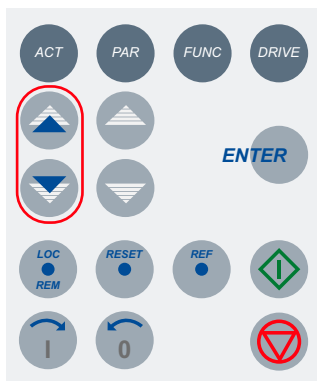 ACT PAR FUNC DRIVE
ENTER
LOC RESET REF
REM
I
I 0